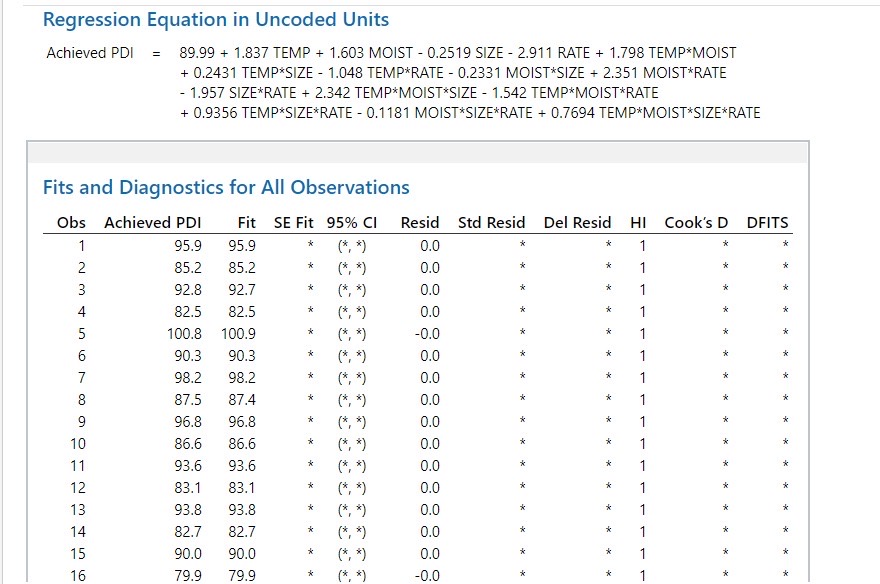 Regression Equation in Uncoded Units
Achieved PDI = 89.99 + 1.837 TEMP + 1.603 MOIST - 0.2519 SIZE - 2.911 RATE + 1.798 TEMP*MOIST
+ 0.2431 TEMP*SIZE - 1.048 TEMP*RATE - 0.2331 MOIST*SIZE + 2.351 MOIST*RATE
- 1.957 SIZE*RATE + 2.342 TEMP*MOIST*SIZE - 1.542 TEMP*MOIST*RATE
+ 0.9356 TEMP*SIZE*RATE - 0.1181 MOIST*SIZE*RATE + 0.7694 TEMP*MOIST*SIZE*RATE
Fits and Diagnostics for All Observations
Obs Achieved PDI Fit SE Fit 95% CI Resid Std Resid Del Resid HI Cook's D DFITS
1 95.9 95.9 * (*, *) 0.0 * * 1 * *
2 85.2 85.2 * (*, *) 0.0 * * 1 * *
3 92.8 92.7 * (*, *) 0.0 * * 1 * *
4 82.5 82.5 * (*, *) 0.0 * * 1 * *
5 100.8 100.9 * (*, *) -0.0 * * 1 * *
6 90.3 90.3 * (*, *) 0.0 * * 1 * *
7 98.2 98.2 * (*, *) 0.0 * * 1 * *
8 87.5 87.4 * (*, *) 0.0 * * 1 * *
9 96.8 96.8 * (*, *) 0.0 * * 1 * *
10 86.6 86.6 * (*, *) 0.0 * * 1 * *
11 93.6 93.6 * (*, *) 0.0 * * 1 * *
12 83.1 83.1 * (*, *) 0.0 * * 1 * *
13 93.8 93.8 * (*, *) 0.0 * * 1 * *
14 82.7 82.7 * (*, *) 0.0 * * 1 * *
15 90.0 90.0 * (*, *) 0.0 * * 1 * *
16 79.9 79.9 * (*, *) -0.0 * * 1 * *